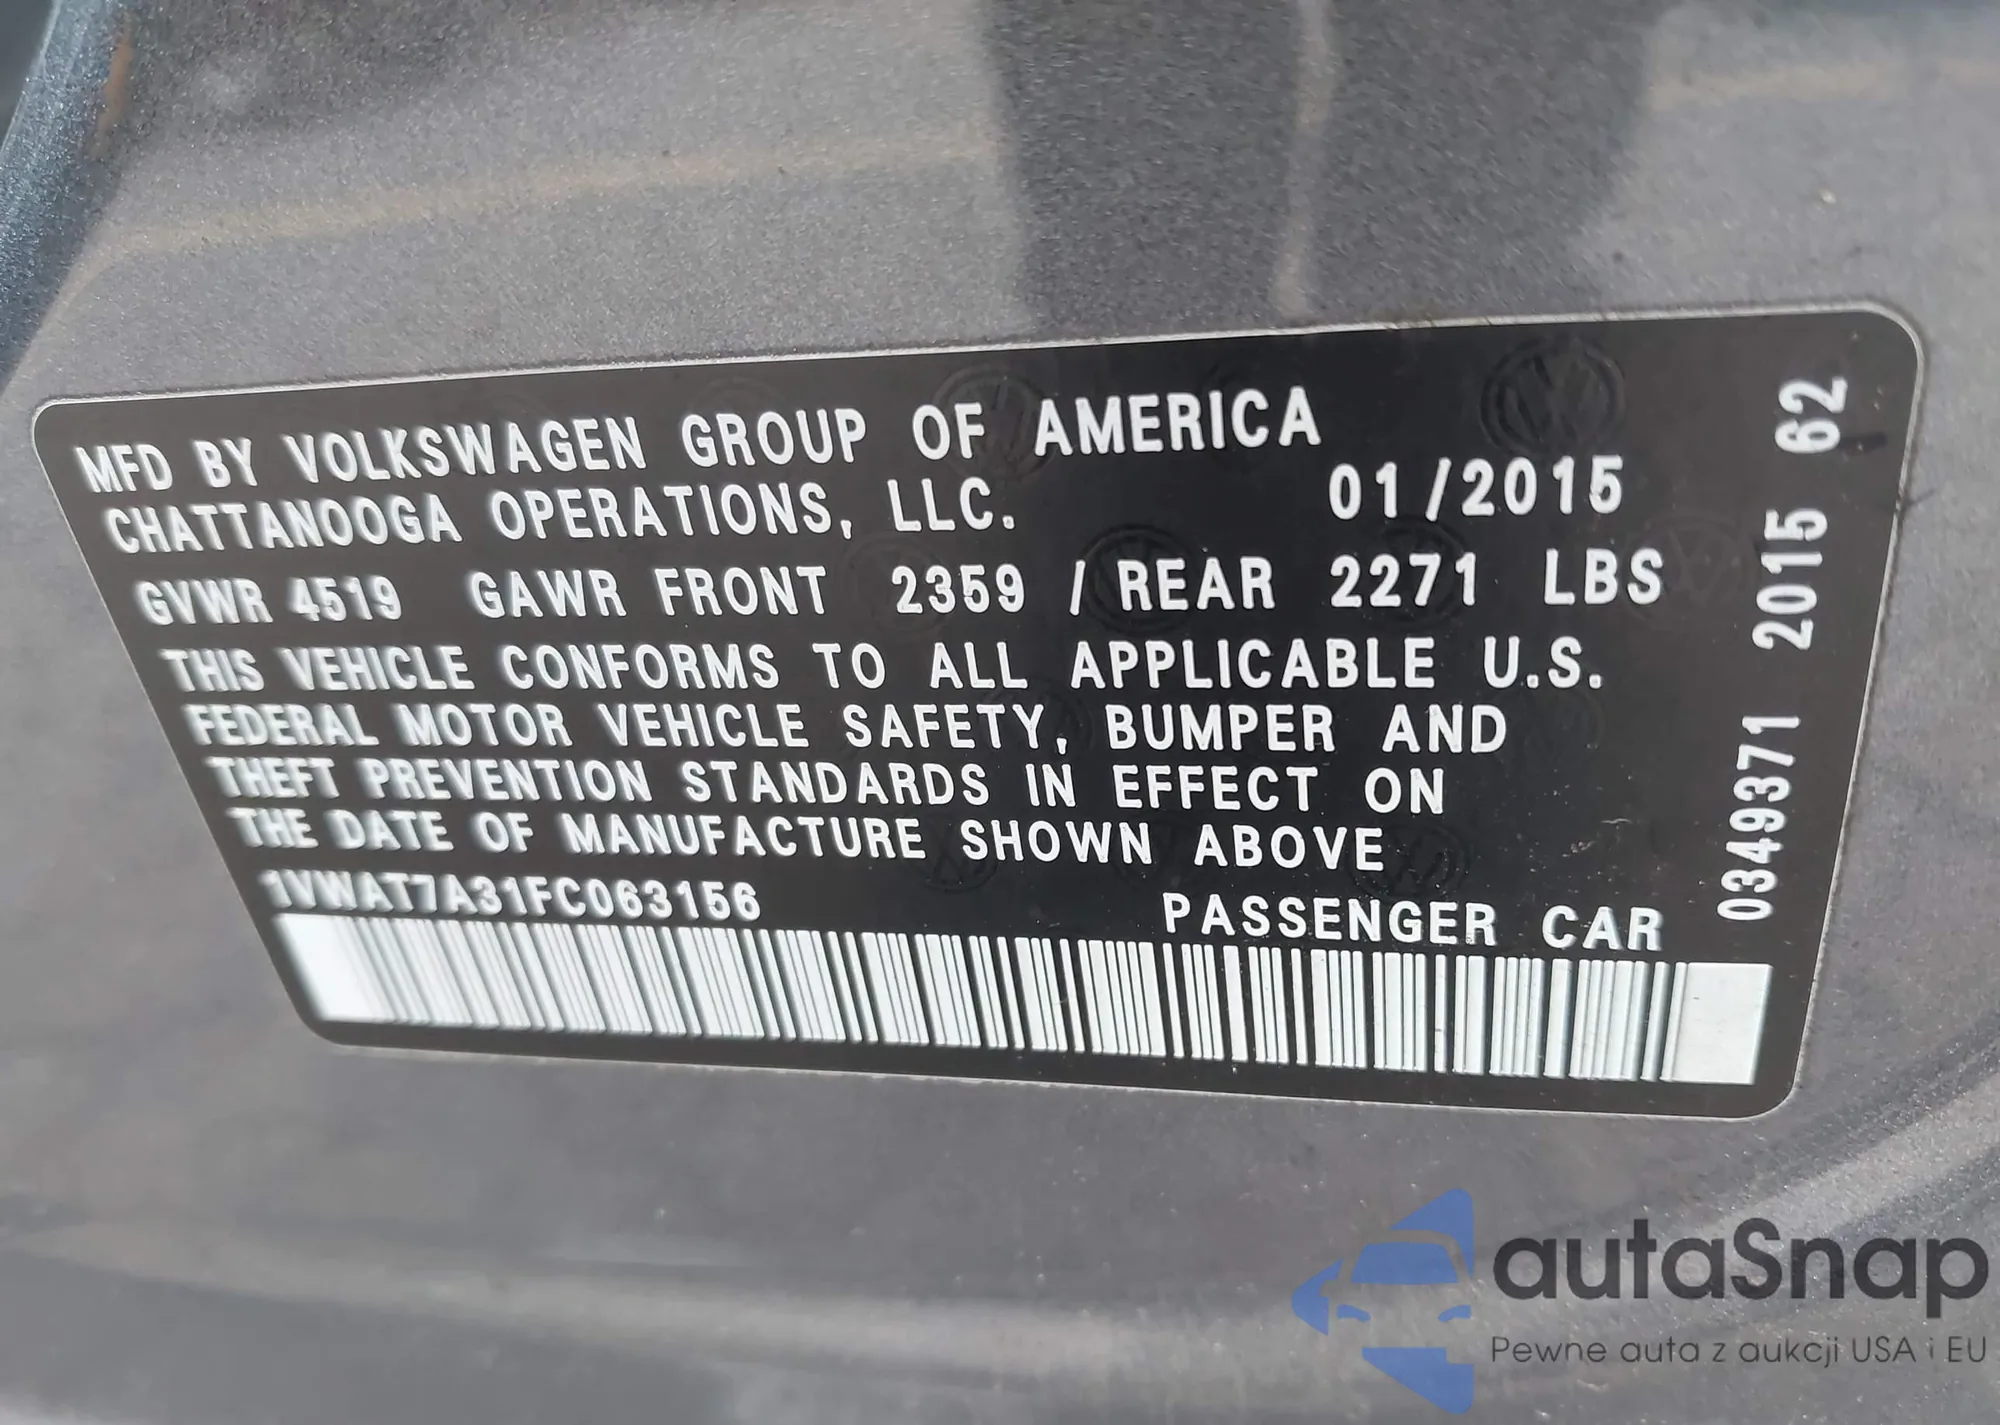 MFD BY VOLKSWAGEN GROUP OF AMERICA
CHATTANOOGA OPERATIONS, LLC. 01/2015
GVWR 4519 GAWR FRONT 2359 / REAR 2271 LBS
THIS VEHICLE CONFORMS TO ALL APPLICABLE U.S.
FEDERAL MOTOR VEHICLE SAFETY, BUMPER AND
THEFT PREVENTION STANDARDS IN EFFECT ON
THE DATE OF MANUFACTURE SHOWN ABOVE
1VWAT7A31FC063156 PASSENGER CAR
0349371 2015 62
autaSnap
Pewne auta z aukcji USA i EU